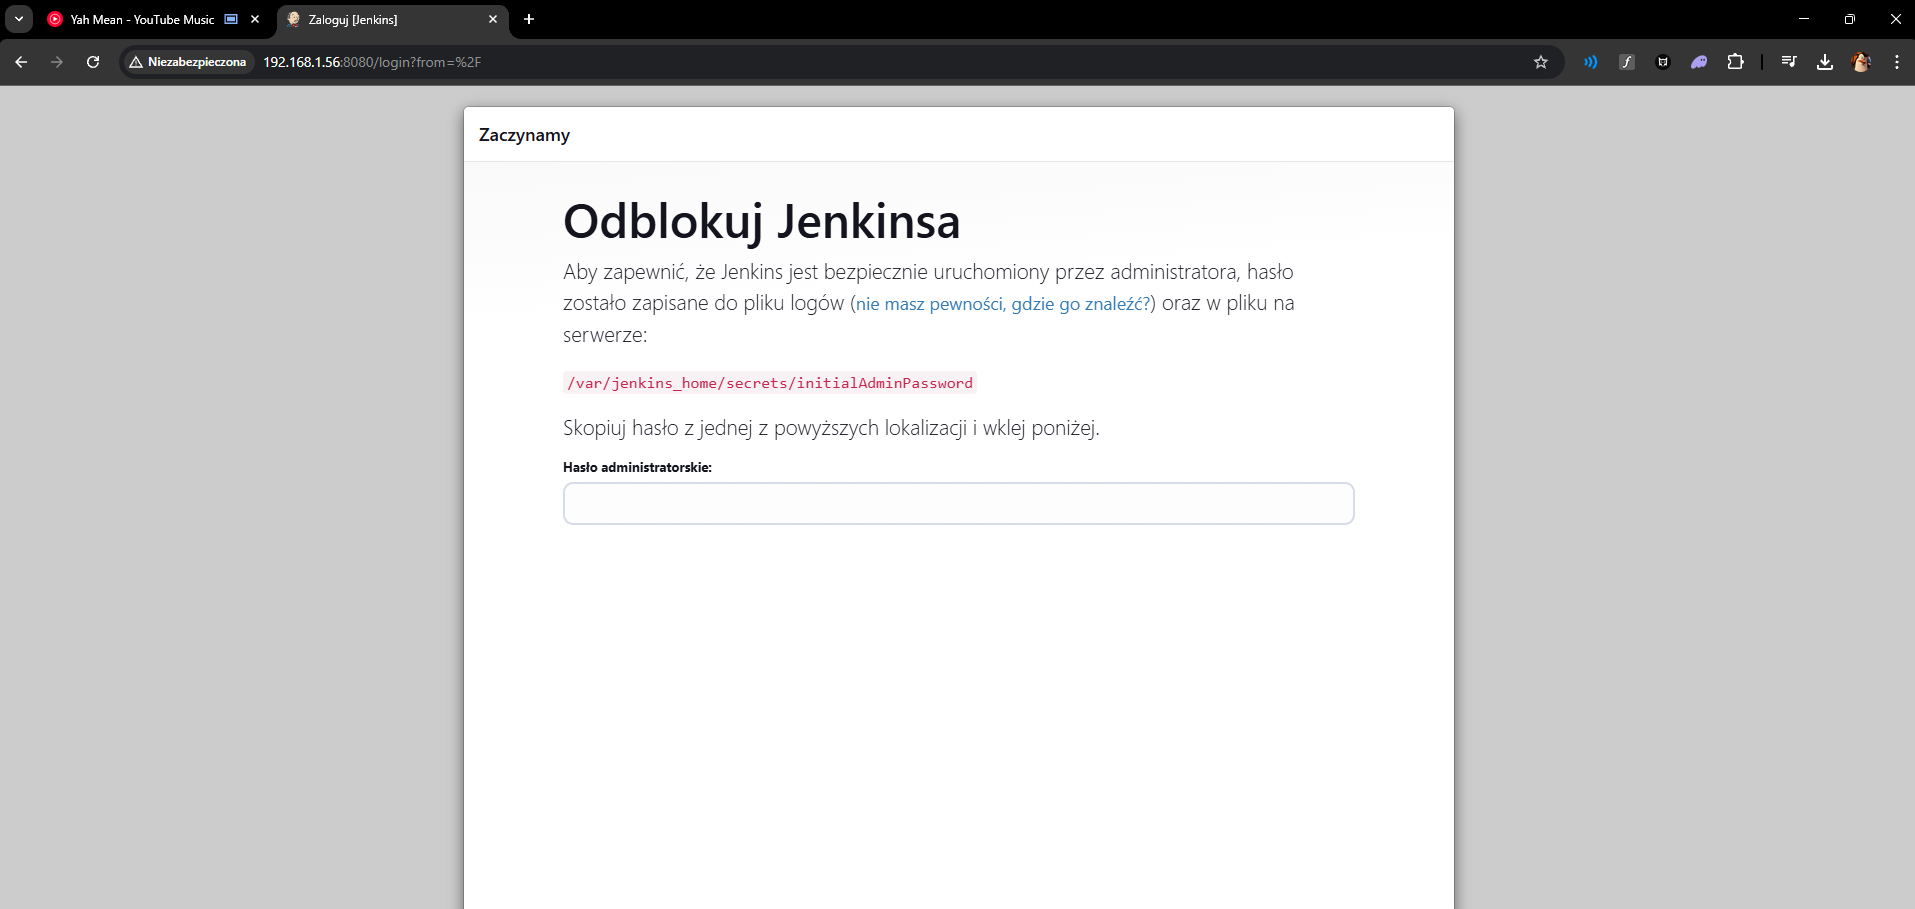 Yah Mean - YouTube Music
Zaloguj [Jenkins]
Niezabezpieczona
192.168.1.56:8080/login?from=%2F
Zaczynamy
Odblokuj Jenkinsa
Aby zapewnić, że Jenkins jest bezpiecznie uruchomiony przez administratora, hasło
zostało zapisane do pliku logów (nie masz pewności, gdzie go znaleźć?) oraz w pliku na
serwerze:
/var/jenkins_home/secrets/initialAdminPassword
Skopiuj hasło z jednej z powyższych lokalizacji i wklej poniżej.
Hasło administratorskie: